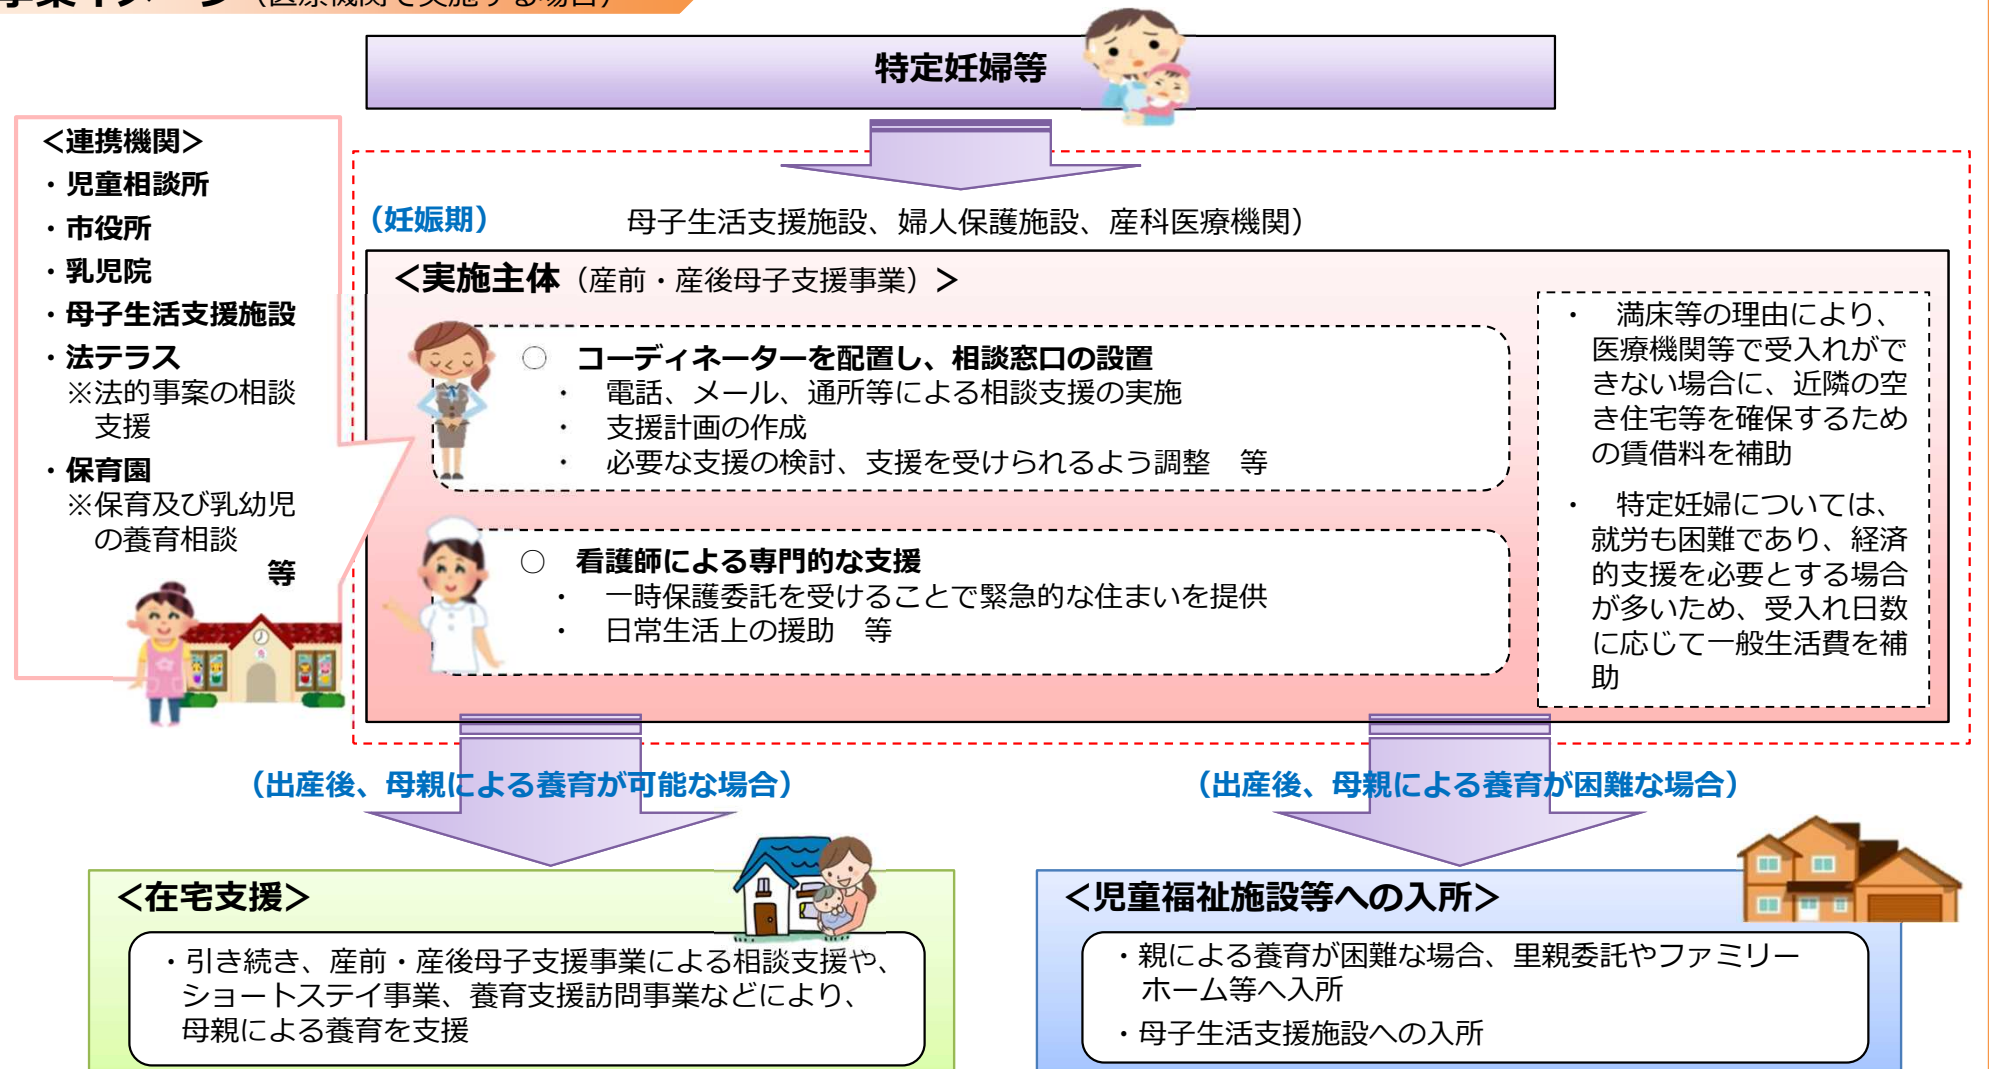 事業イメージ（医療機関で実施する場合）
特定妊婦等
＜連携機関＞
・児童相談所
・市役所
・乳児院
・母子生活支援施設
・法テラス
※法的事案の相談
支援
・保育園
※保育及び乳幼児
の養育相談
等
（妊娠期）　母子生活支援施設、婦人保護施設、産科医療機関）
＜実施主体（産前・産後母子支援事業）＞
○　コーディネーターを配置し、相談窓口の設置
・　電話、メール、通所等による相談支援の実施
・　支援計画の作成
・　必要な支援の検討、支援を受けられるよう調整　等
○　看護師による専門的な支援
・　一時保護委託を受けることで緊急的な住まいを提供
・　日常生活上の援助　等
・　満床等の理由により、
医療機関等で受入れがで
きない場合に、近隣の空
き住宅等を確保するため
の賃借料を補助
・　特定妊婦については、
就労も困難であり、経済
的支援を必要とする場合
が多いため、受入れ日数
に応じて一般生活費を補
助
（出産後、母親による養育が可能な場合）
＜在宅支援＞
・引き続き、産前・産後母子支援事業による相談支援や、
ショートステイ事業、養育支援訪問事業などにより、
母親による養育を支援
（出産後、母親による養育が困難な場合）
＜児童福祉施設等への入所＞
・親による養育が困難な場合、里親委託やファミリー
ホーム等へ入所
・母子生活支援施設への入所